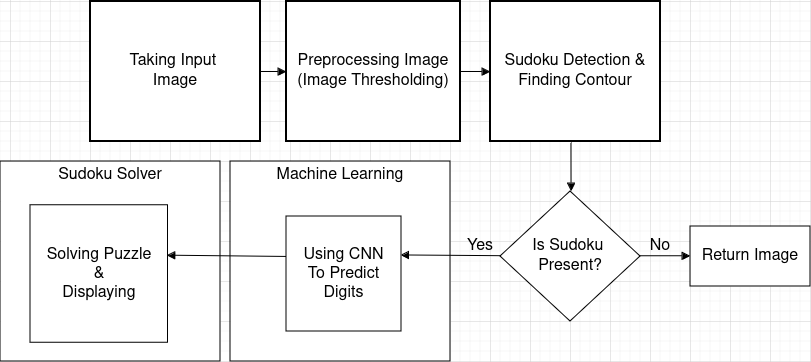 Taking Input
Image
Preprocessing Image
(Image Thresholding)
Sudoku Detection &
Finding Contour
Sudoku Solver
Machine Learning
Solving Puzzle
&
Displaying
Using CNN
To Predict
Digits
Yes
Is Sudoku
Present?
No
Return Image